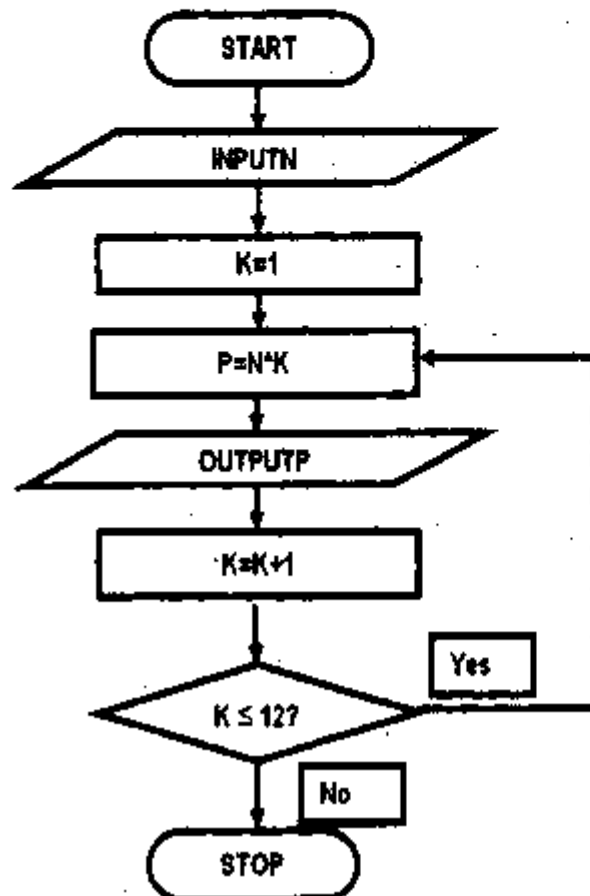 START
INPUTN
K=1
P=N*K
OUTPUTP
K=K+1
K ≤ 12?
Yes
No
STOP